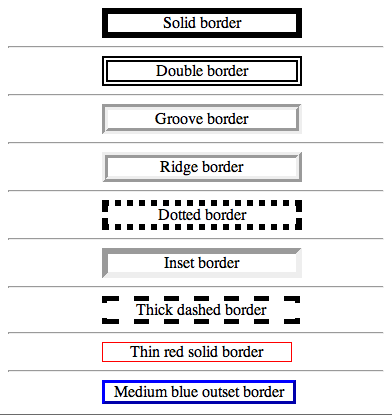 Solid border
Double border
Groove border
Ridge border
Dotted border
Inset border
Thick dashed border
Thin red solid border
Medium blue outset border